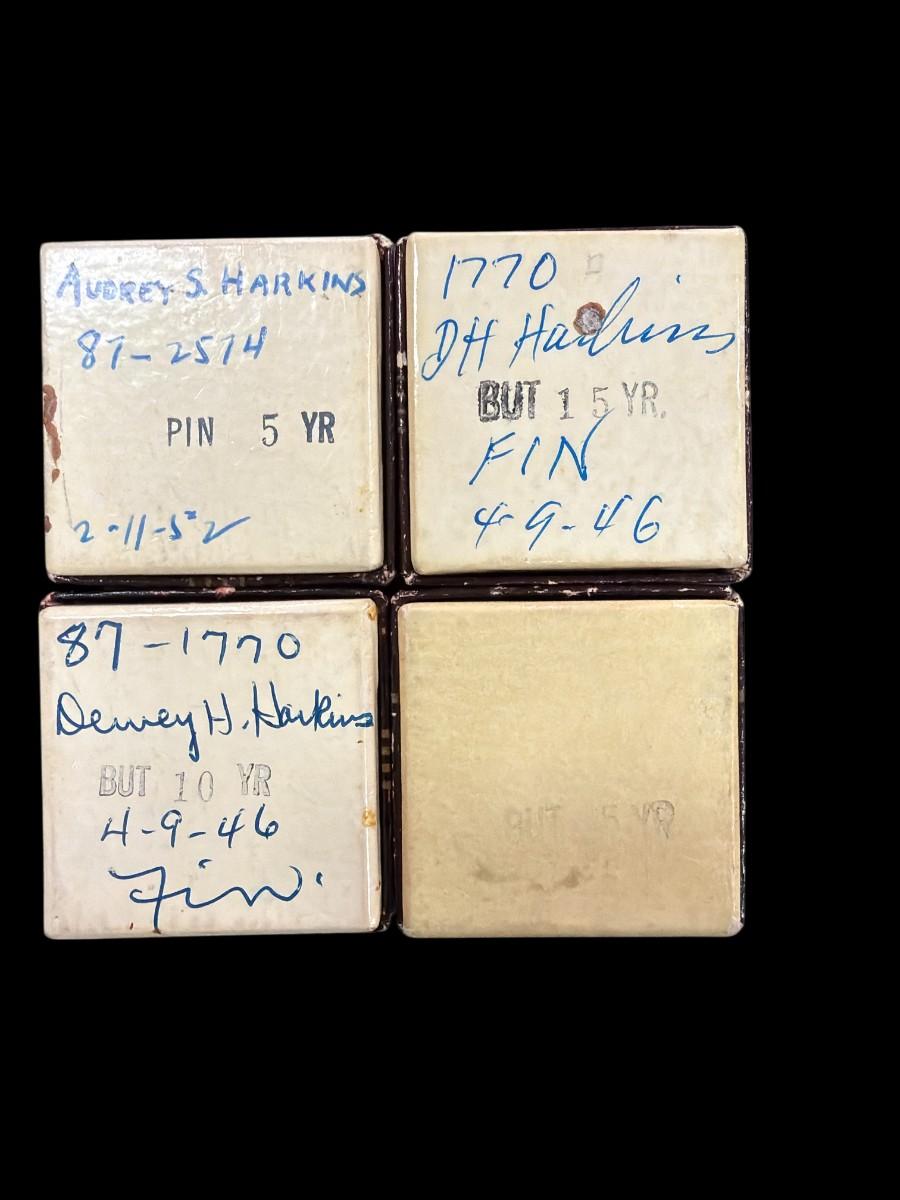 AUDREY S. HARKINS
87-2574
PIN 5 YR
2-11-52
1770
DH Harkins
BUT 15 YR.
FIN
4-9-46
87-1770
Dewey H. Harkins
BUT 10 YR
4-9-46
Fin.
BUT 5 YR